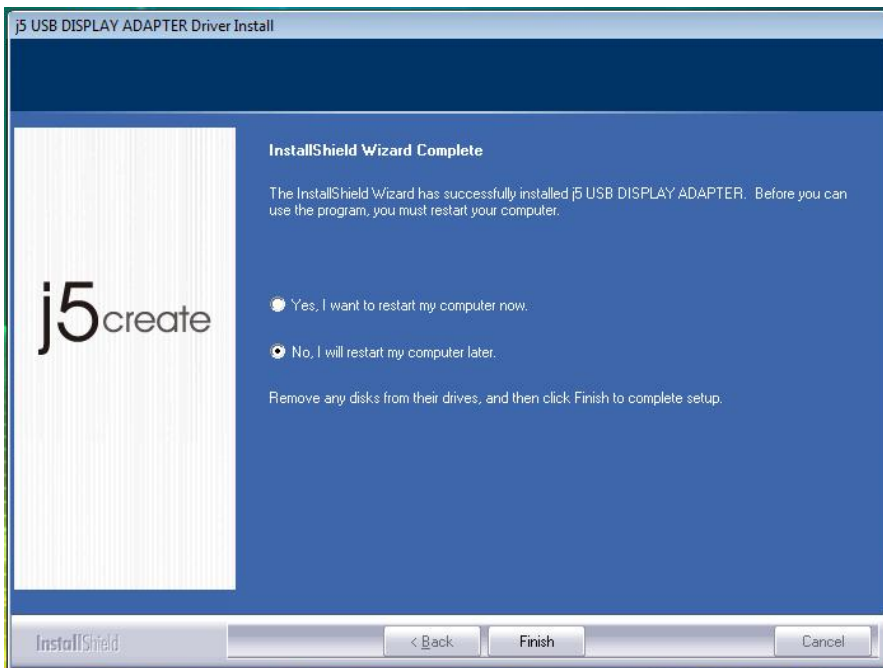 j5 USB DISPLAY ADAPTER Driver Install
InstallShield Wizard Complete
The InstallShield Wizard has successfully installed j5 USB DISPLAY ADAPTER.  Before you can
use the program, you must restart your computer.
j5create
Yes, I want to restart my computer now.
No, I will restart my computer later.
Remove any disks from their drives, and then click Finish to complete setup.
InstallShield
< Back
Finish
Cancel